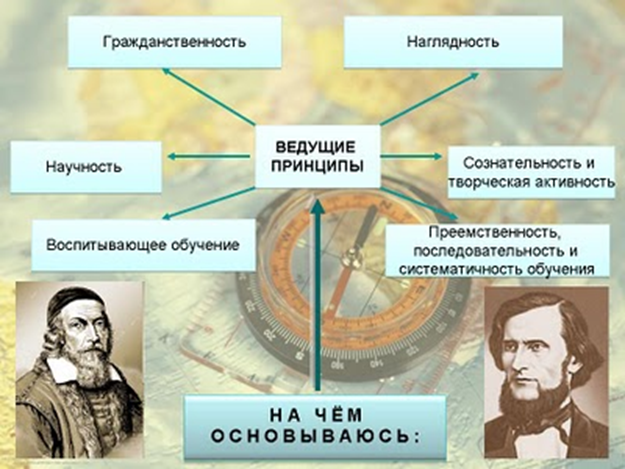 Гражданственность
Наглядность
ВЕДУЩИЕ
ПРИНЦИПЫ
Научность
Сознательность и
творческая активность
Воспитывающее обучение
Преемственность,
последовательность и
систематичность обучения
НА ЧЁМ
ОСНОВЫВАЮСЬ: